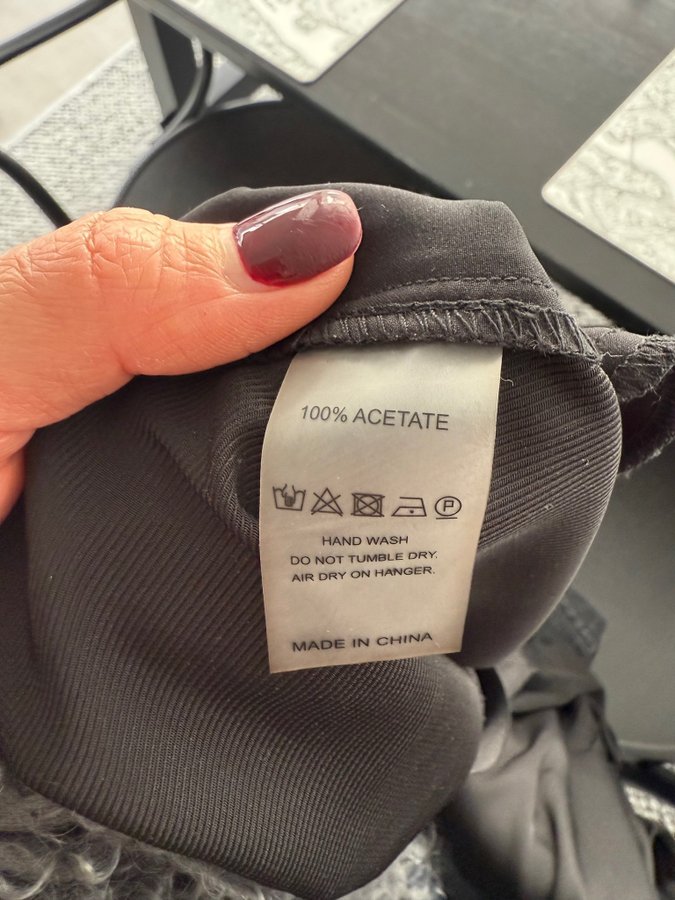 100% ACETATE
P
HAND WASH
DO NOT TUMBLE DRY.
AIR DRY ON HANGER.
MADE IN CHINA